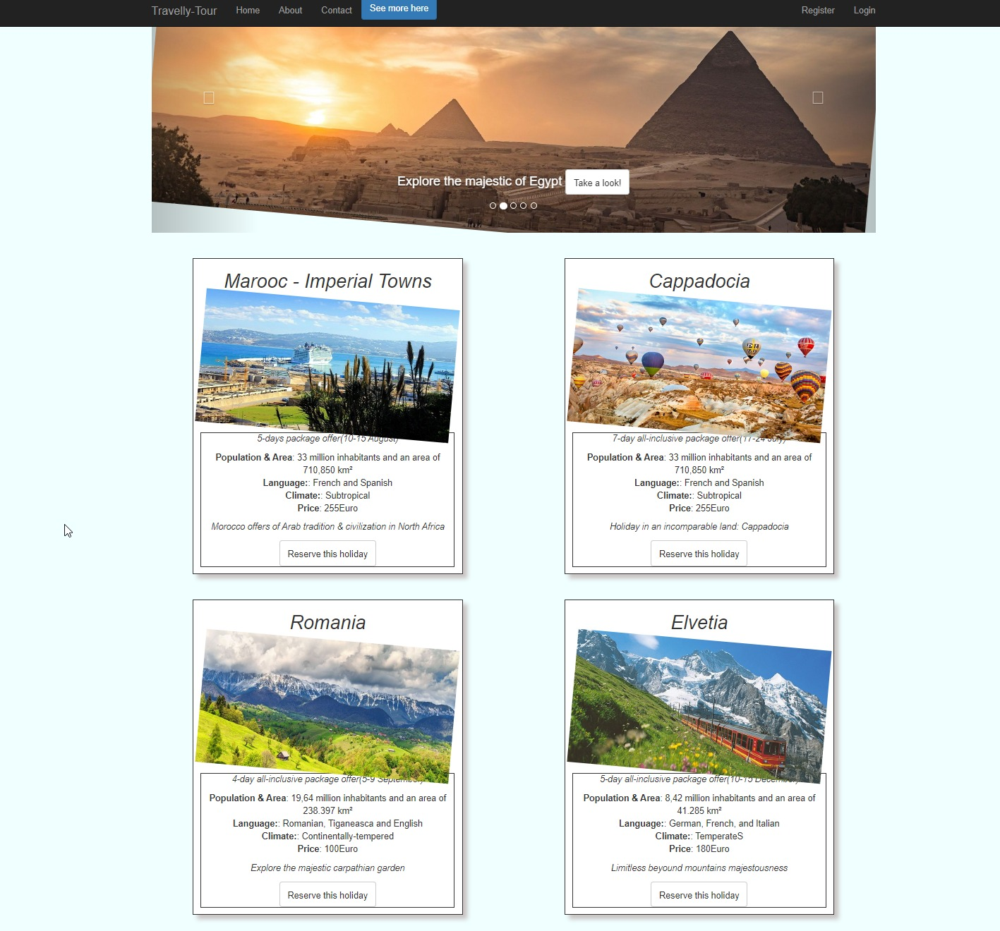 Travelly-Tour Home About Contact See more here Register Login
Explore the majestic of Egypt Take a look!
Marooc - Imperial Towns
5-days package offer(10-15 August)
Population & Area: 33 million inhabitants and an area of
710,850 km²
Language:: French and Spanish
Climate:: Subtropical
Price: 255Euro
Morocco offers of Arab tradition & civilization in North Africa
Reserve this holiday
Cappadocia
7-day all-inclusive package offer(17-24 July)
Population & Area: 33 million inhabitants and an area of
710,850 km²
Language:: French and Spanish
Climate:: Subtropical
Price: 255Euro
Holiday in an incomparable land: Cappadocia
Reserve this holiday
Romania
4-day all-inclusive package offer(5-9 September)
Population & Area: 19,64 million inhabitants and an area of
238.397 km²
Language:: Romanian, Tiganeasca and English
Climate:: Continentally-tempered
Price: 100Euro
Explore the majestic carpathian garden
Reserve this holiday
Elvetia
5-day all-inclusive package offer(10-15 December)
Population & Area: 8,42 million inhabitants and an area of
41.285 km²
Language:: German, French, and Italian
Climate:: TemperateS
Price: 180Euro
Limitless beyound mountains majestousness
Reserve this holiday